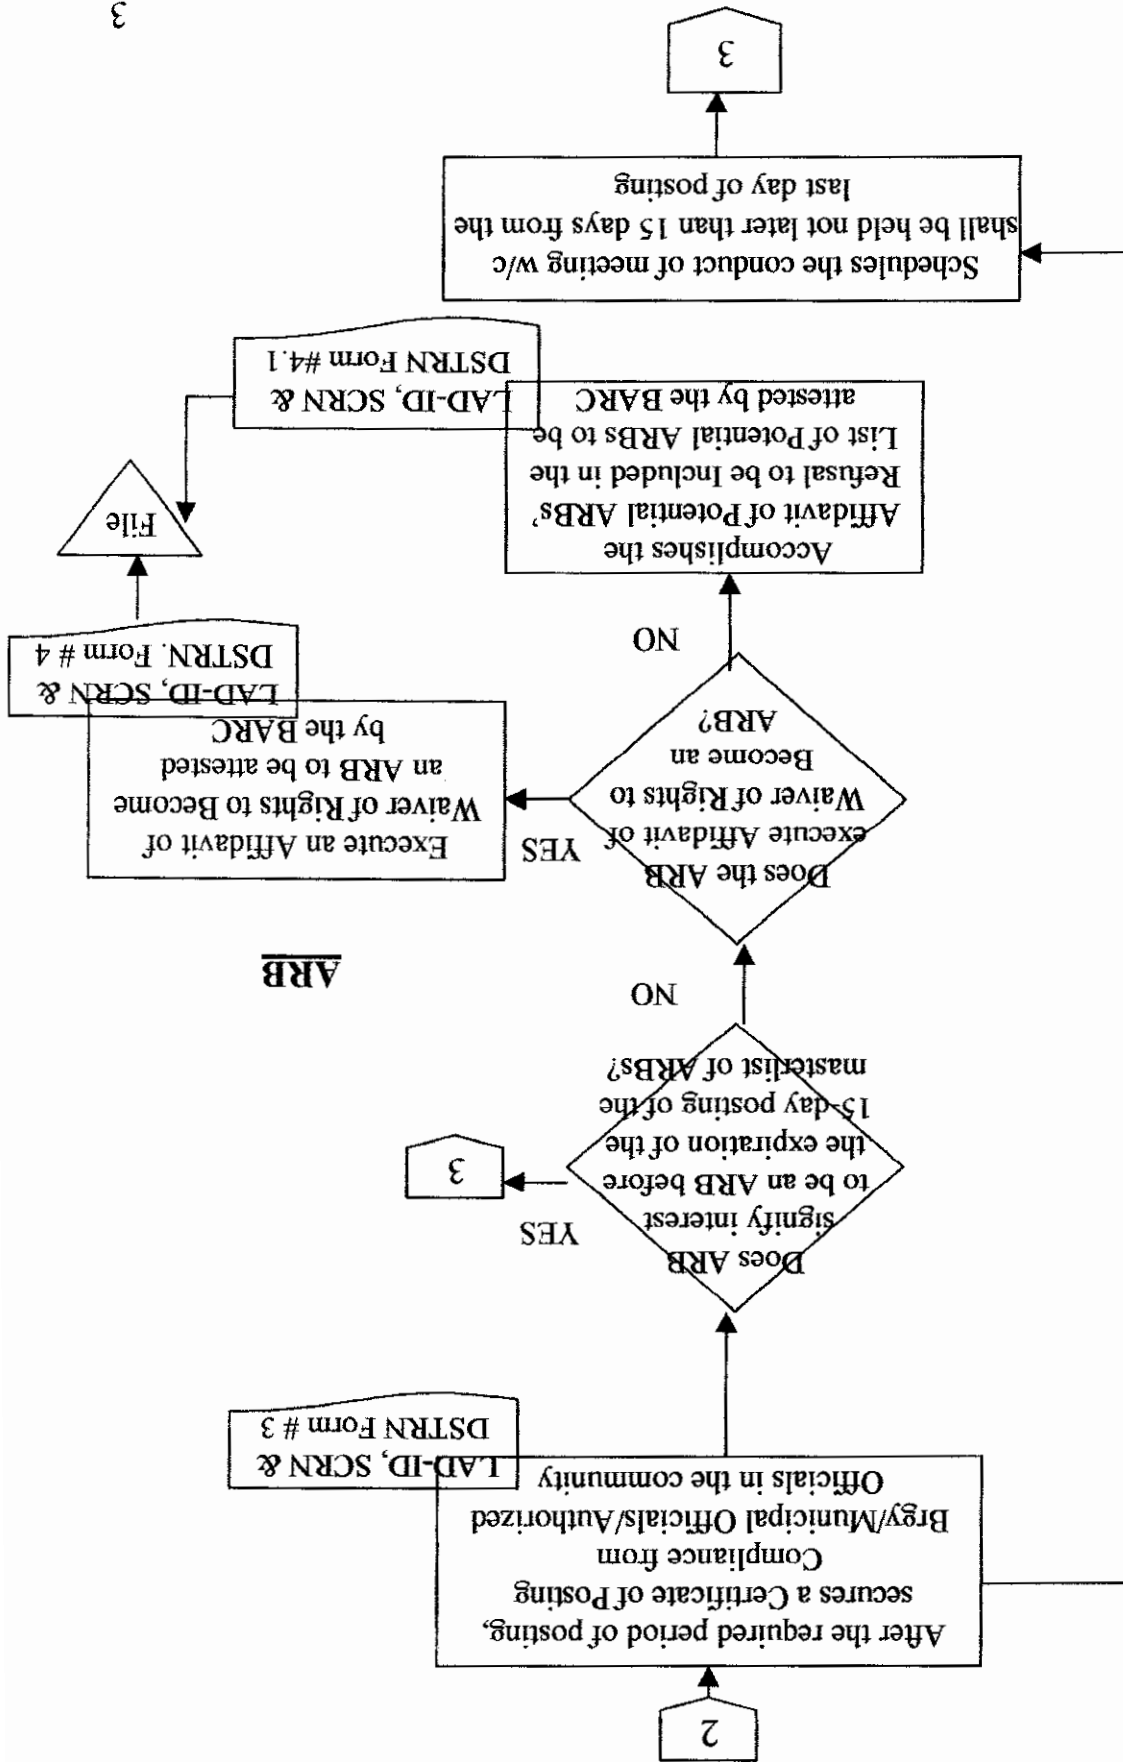 2
After the required period of posting,
secures a Certificate of Posting
Compliance from
Brgy/Municipal Officials/Authorized
Officials in the community
LAD-ID, SCRN &
DSTRN Form # 3
Does ARB
signify interest
to be an ARB before
the expiration of the
15-day posting of the
masterlist of ARBs?
YES
3
NO
ARB
Does the ARB
execute Affidavit of
Waiver of Rights to
Become an
ARB?
YES
Execute an Affidavit of
Waiver of Rights to Become
an ARB to be attested
by the BARC
LAD-ID, SCRN &
DSTRN. Form # 4
File
NO
Accomplishes the
Affidavit of Potential ARBs'
Refusal to be Included in the
List of Potential ARBs to be
attested by the BARC
LAD-ID, SCRN &
DSTRN Form #4.1
Schedules the conduct of meeting w/c
shall be held not later than 15 days from the
last day of posting
3
3